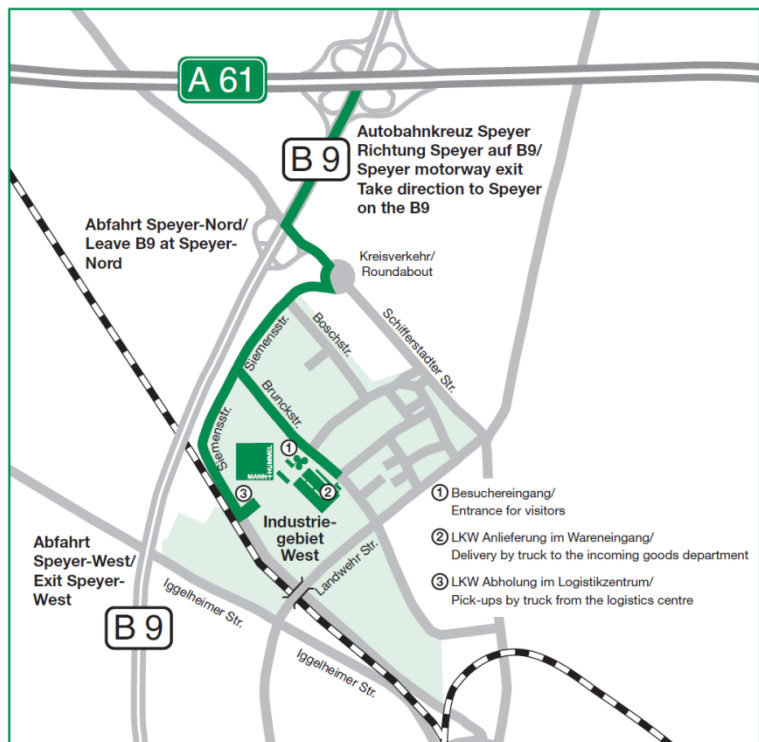 A 61
B 9
Autobahnkreuz Speyer
Richtung Speyer auf B9/
Speyer motorway exit
Take direction to Speyer
on the B9
Abfahrt Speyer-Nord/
Leave B9 at Speyer-
Nord
Kreisverkehr/
Roundabout
Siemensstr.
Boschstr.
Schifferstadter Str.
Brunckstr.
Siemensstr.
1
MANN+HUMMEL
2
3
Industrie-
gebiet
West
Landwehr Str.
Abfahrt
Speyer-West/
Exit Speyer-
West
B 9
Iggelheimer Str.
Iggelheimer Str.
1 Besuchereingang/
Entrance for visitors
2 LKW Anlieferung im Wareneingang/
Delivery by truck to the incoming goods department
3 LKW Abholung im Logistikzentrum/
Pick-ups by truck from the logistics centre